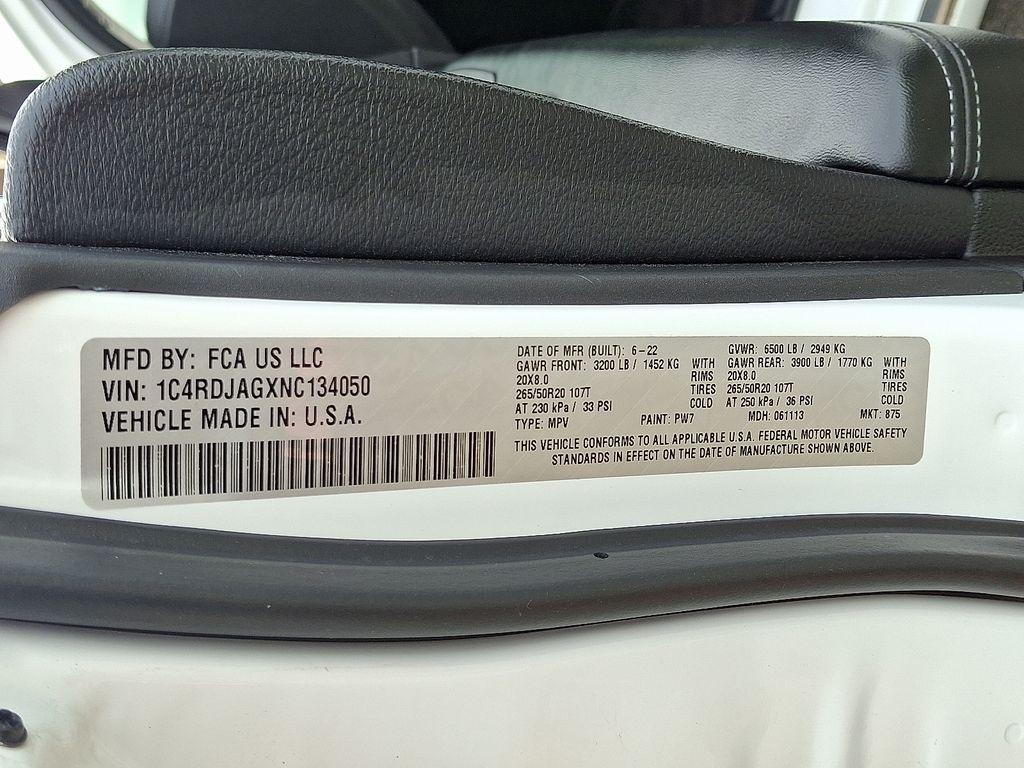 MFD BY: FCA US LLC
VIN: 1C4RDJAGXNC134050
VEHICLE MADE IN: U.S.A.
DATE OF MFR (BUILT): 6-22
GAWR FRONT: 3200 LB / 1452 KG WITH
20X8.0 RIMS
265/50R20 107T TIRES
AT 230 kPa / 33 PSI COLD
TYPE: MPV PAINT: PW7
GVWR: 6500 LB / 2949 KG
GAWR REAR: 3900 LB / 1770 KG WITH
20X8.0 RIMS
265/50R20 107T TIRES
AT 250 kPa / 36 PSI COLD
MDH: 061113 MKT: 875
THIS VEHICLE CONFORMS TO ALL APPLICABLE U.S.A. FEDERAL MOTOR VEHICLE SAFETY
STANDARDS IN EFFECT ON THE DATE OF MANUFACTURE SHOWN ABOVE.